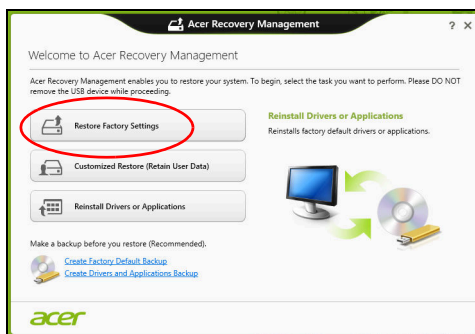 Acer Recovery Management
? X
Welcome to Acer Recovery Management
Acer Recovery Management enables you to restore your system. To begin, select the task you want to perform. Please DO NOT
remove the USB device while proceeding.
Restore Factory Settings
Customized Restore (Retain User Data)
Reinstall Drivers or Applications
Reinstall Drivers or Applications
Reinstalls factory default drivers or applications.
Make a backup before you restore (Recommended).
Create Factory Default Backup
Create Drivers and Applications Backup
acer